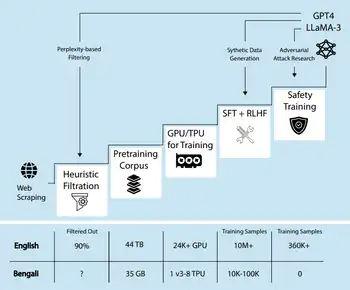 GPT4
LLaMA-3
Perplexity-based
Filtering
Sythetic Data
Generation
Adversarial
Attack Research
Safety
Training
SFT + RLHF
GPU/TPU
for Training
Pretraining
Corpus
Heuristic
Filtration
Web
Scraping
Filtered Out
Training Samples
Training Samples
English
90%
44 TB
24K+ GPU
10M+
360K+
Bengali
?
35 GB
1 v3-8 TPU
10K-100K
0